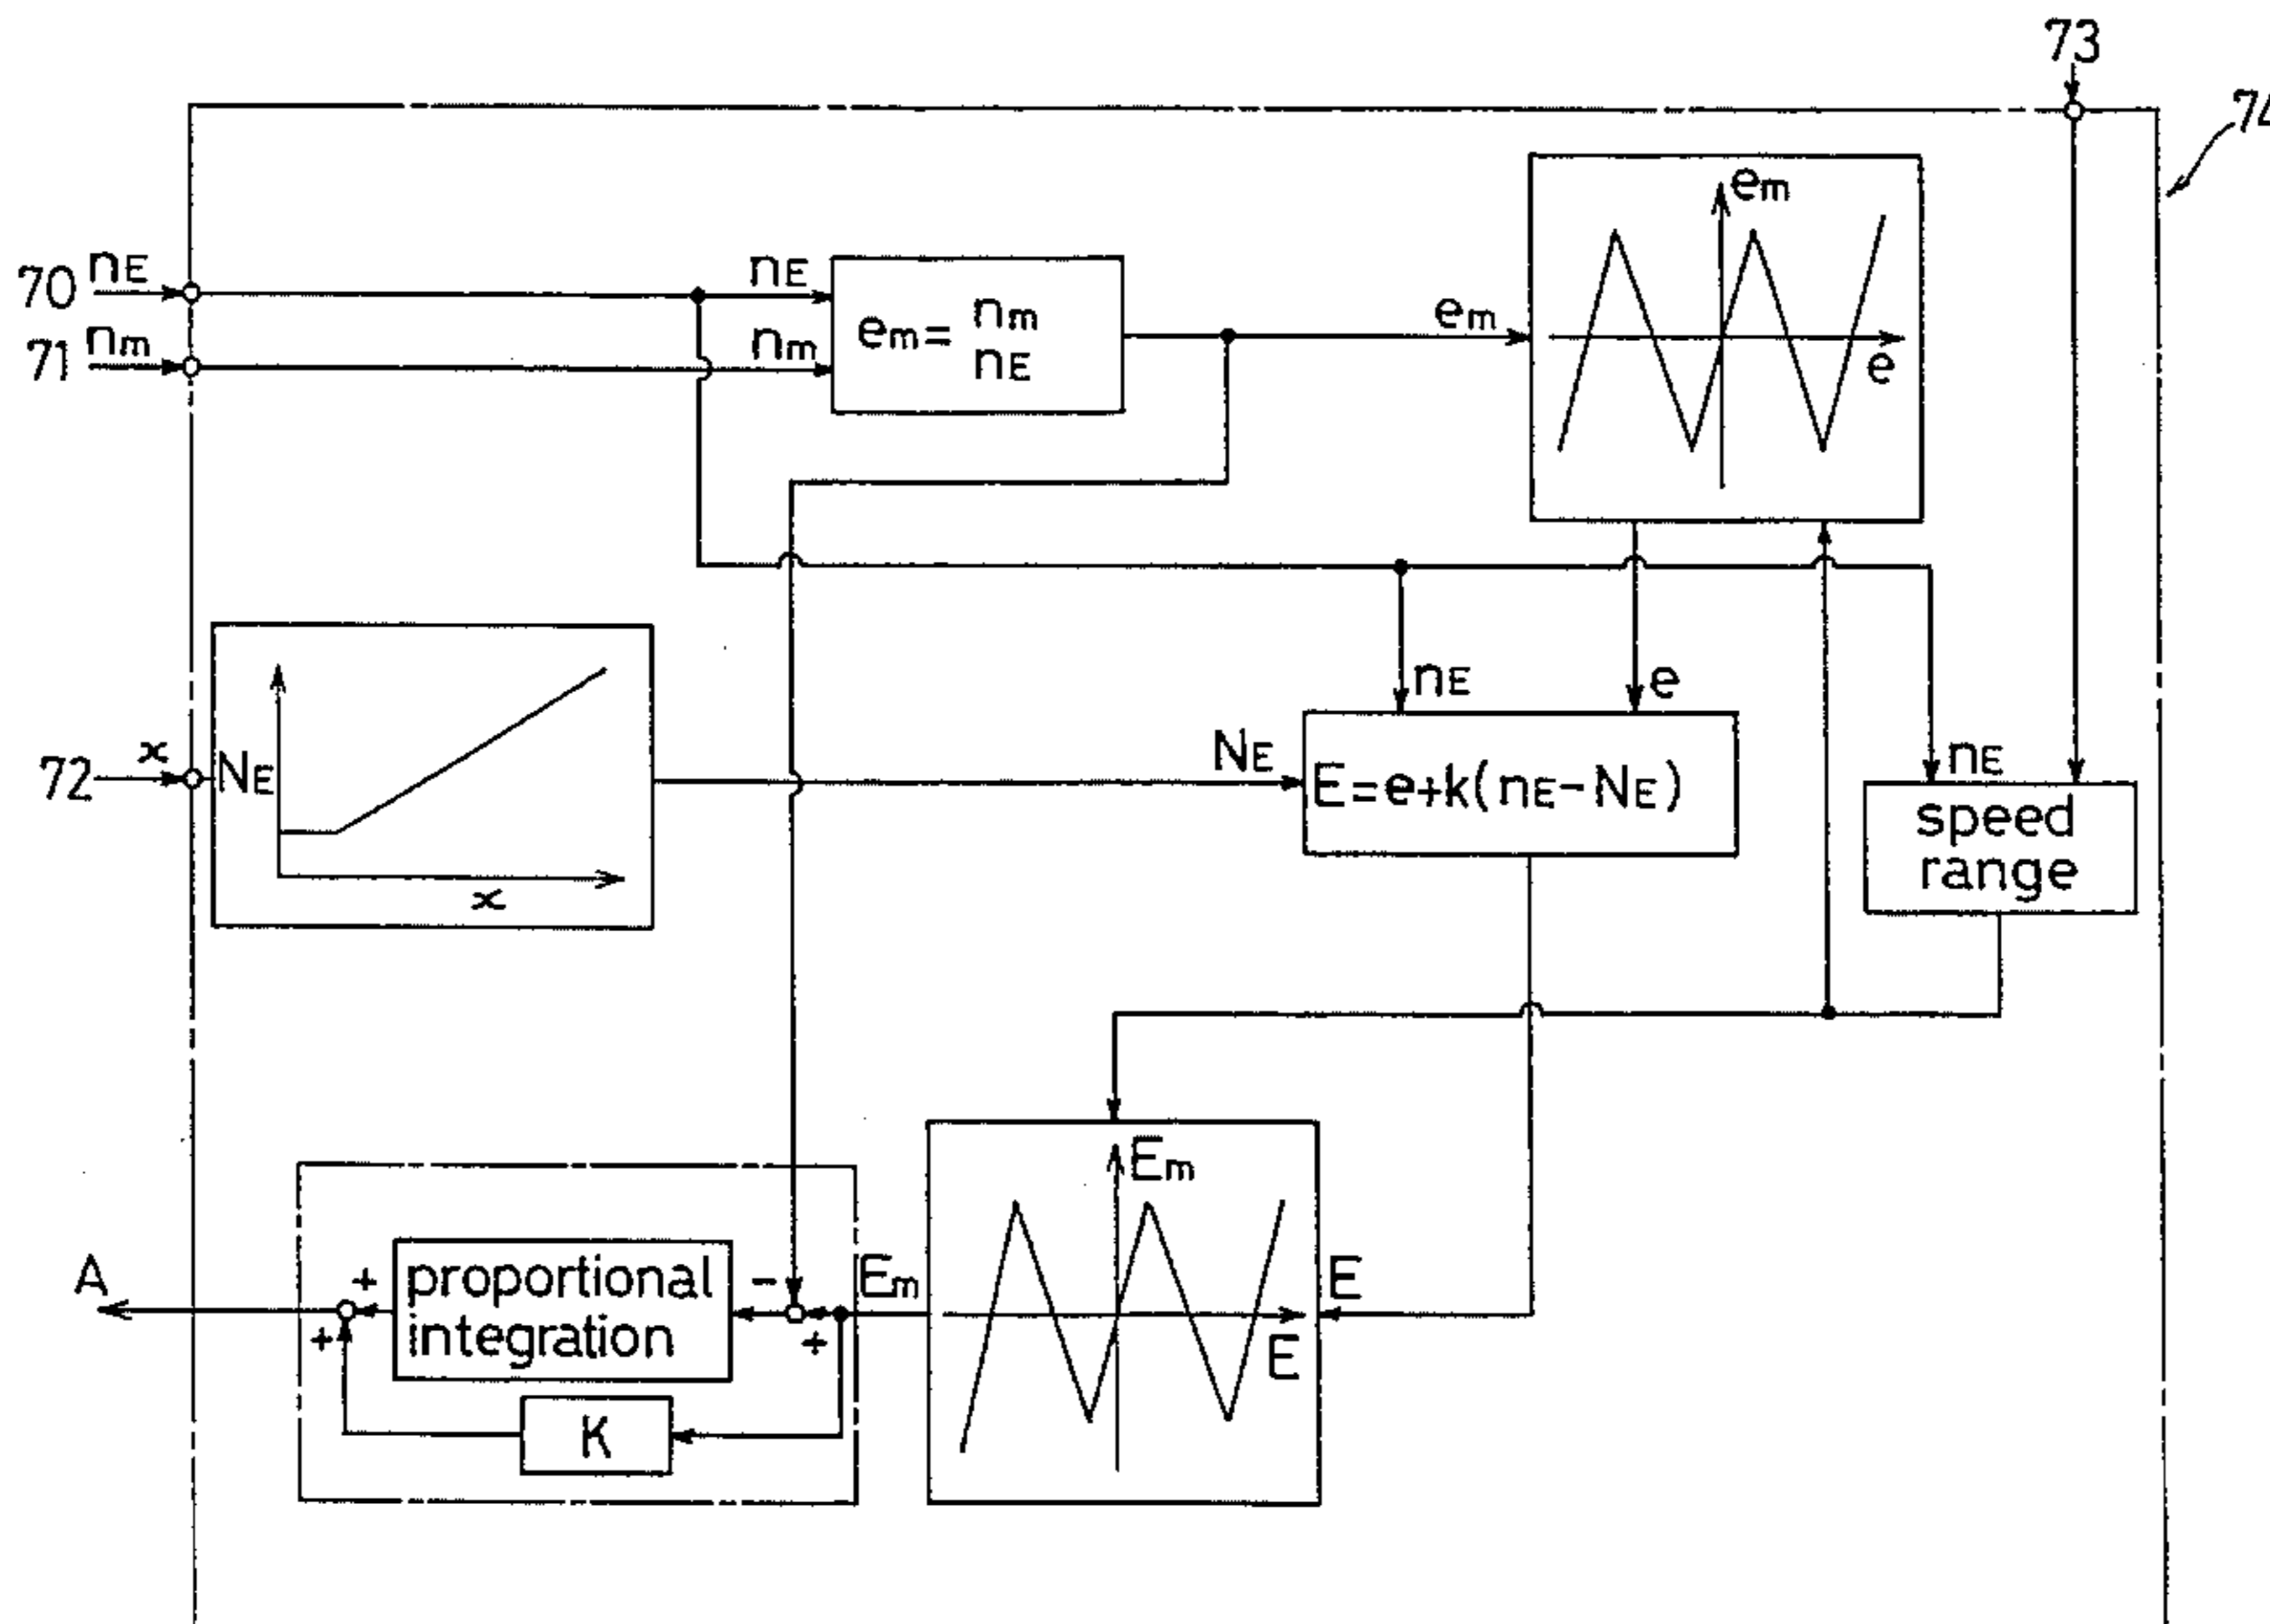 73
74
70 nE
nE
em = nm
nE
em
em
e
71 nm
nm
nE
e
72 x
NE
x
NE
E=e+k(nE-NE)
nE
speed
range
Em
E
E
A
+
+
proportional
integration
-
+
Em
K